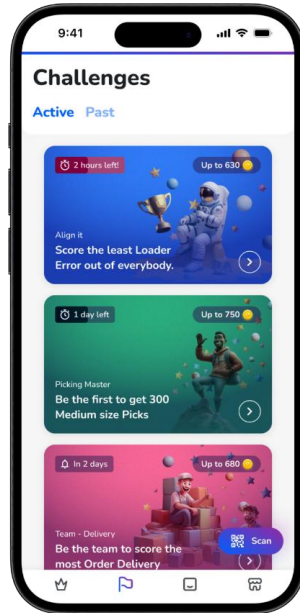 9:41
Challenges
Active Past
2 hours left!
Up to 630
Align it
Score the least Loader
Error out of everybody.
1 day left
Up to 750
Picking Master
Be the first to get 300
Medium size Picks
In 2 days
Up to 680
Team - Delivery
Be the team to score the
most Order Delivery
Scan